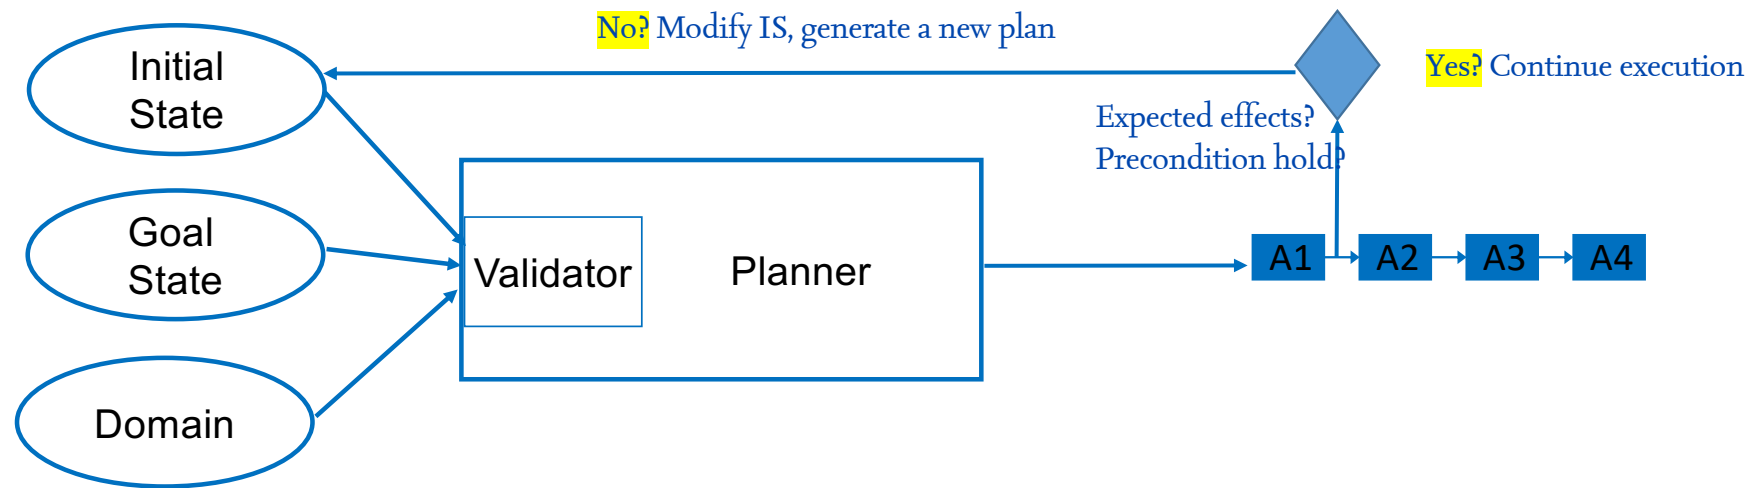 No? Modify IS, generate a new plan
Initial
State
Yes? Continue execution
Expected effects?
Precondition hold?
Goal
State
Validator
Planner
A1
A2
A3
A4
Domain